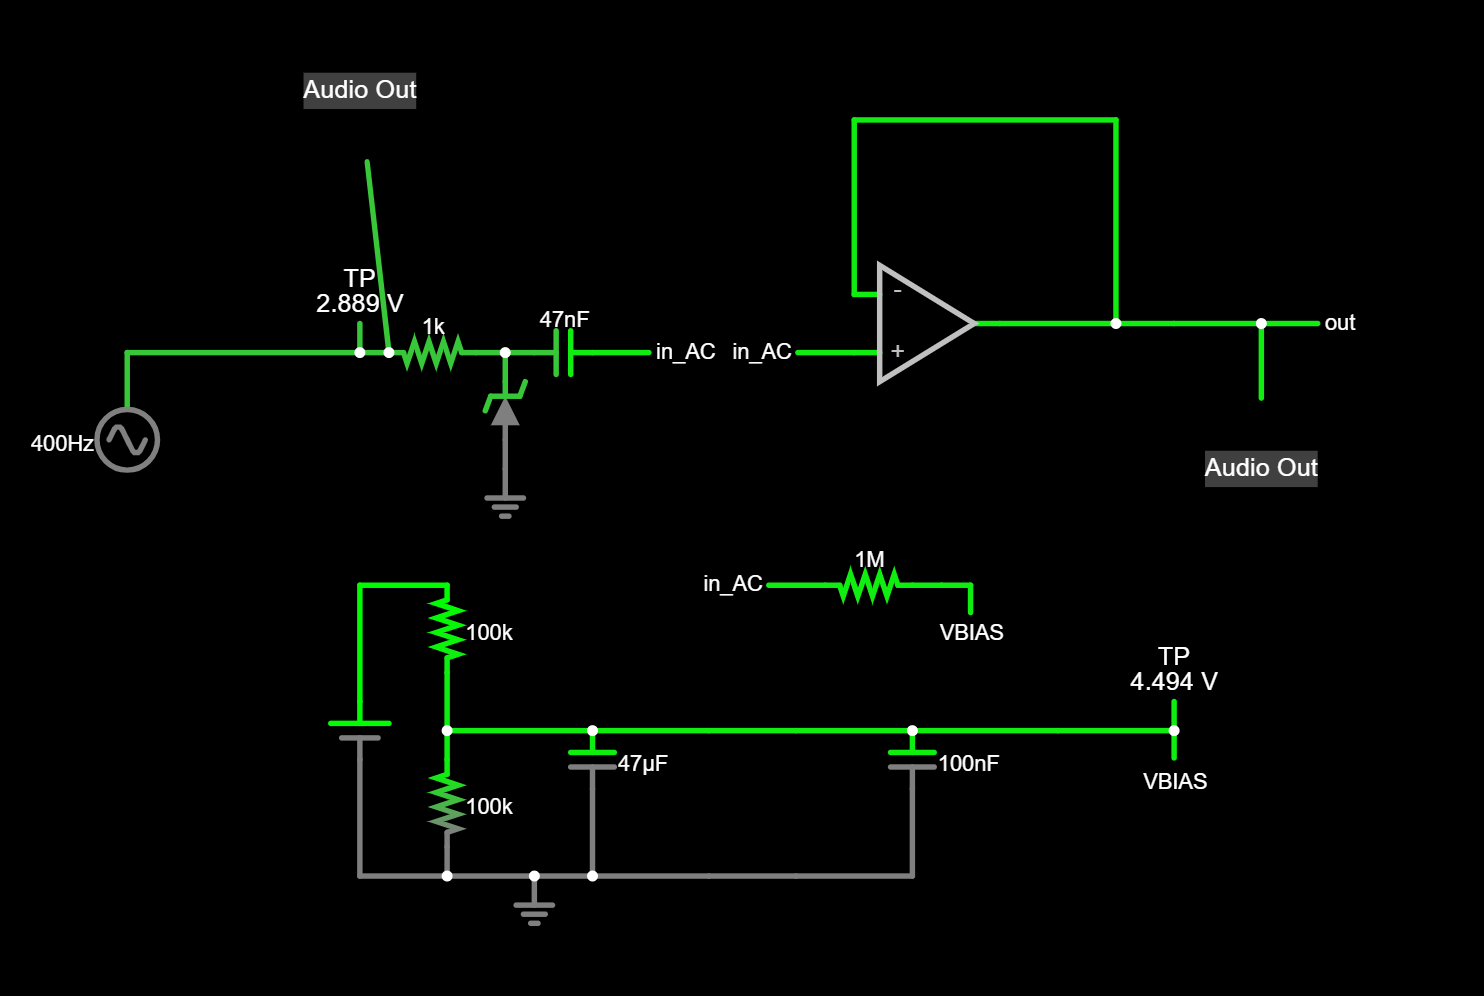 Audio Out
TP
2.889 V
1k
47nF
in_AC
in_AC
-
+
out
400Hz
Audio Out
1M
in_AC
VBIAS
100k
TP
4.494 V
47µF
100nF
VBIAS
100k